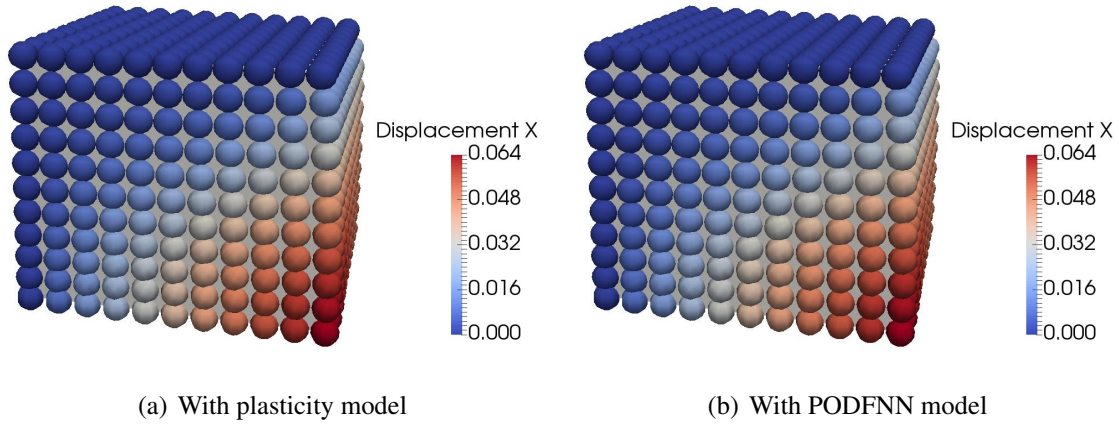 Displacement X
0.064
0.048
0.032
0.016
0.000
Displacement X
0.064
0.048
0.032
0.016
0.000
(a) With plasticity model
(b) With PODFNN model